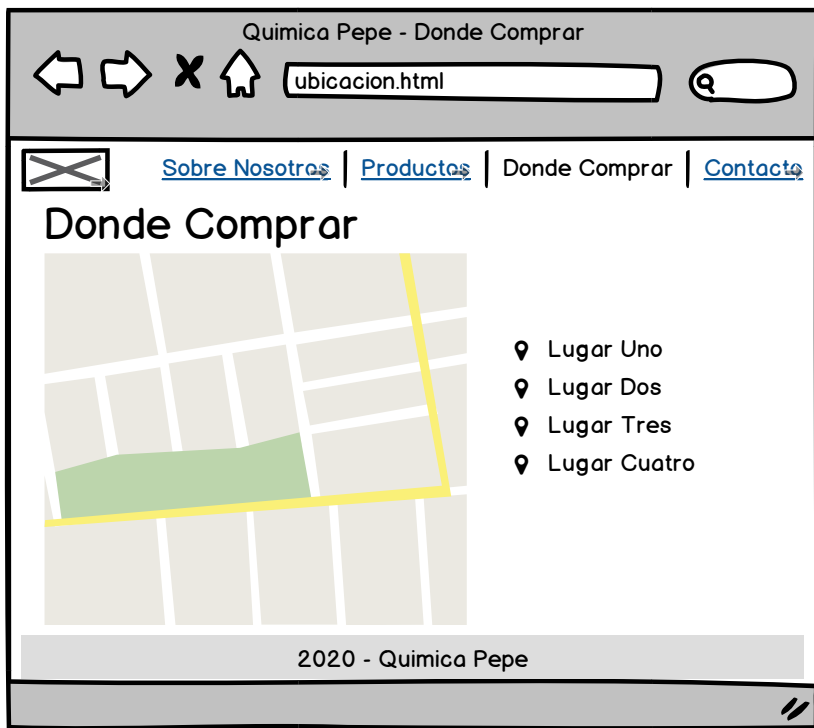 Quimica Pepe - Donde Comprar
ubicacion.html
Sobre Nosotros | Productos | Donde Comprar | Contacto
Donde Comprar
Lugar Uno
Lugar Dos
Lugar Tres
Lugar Cuatro
2020 - Quimica Pepe